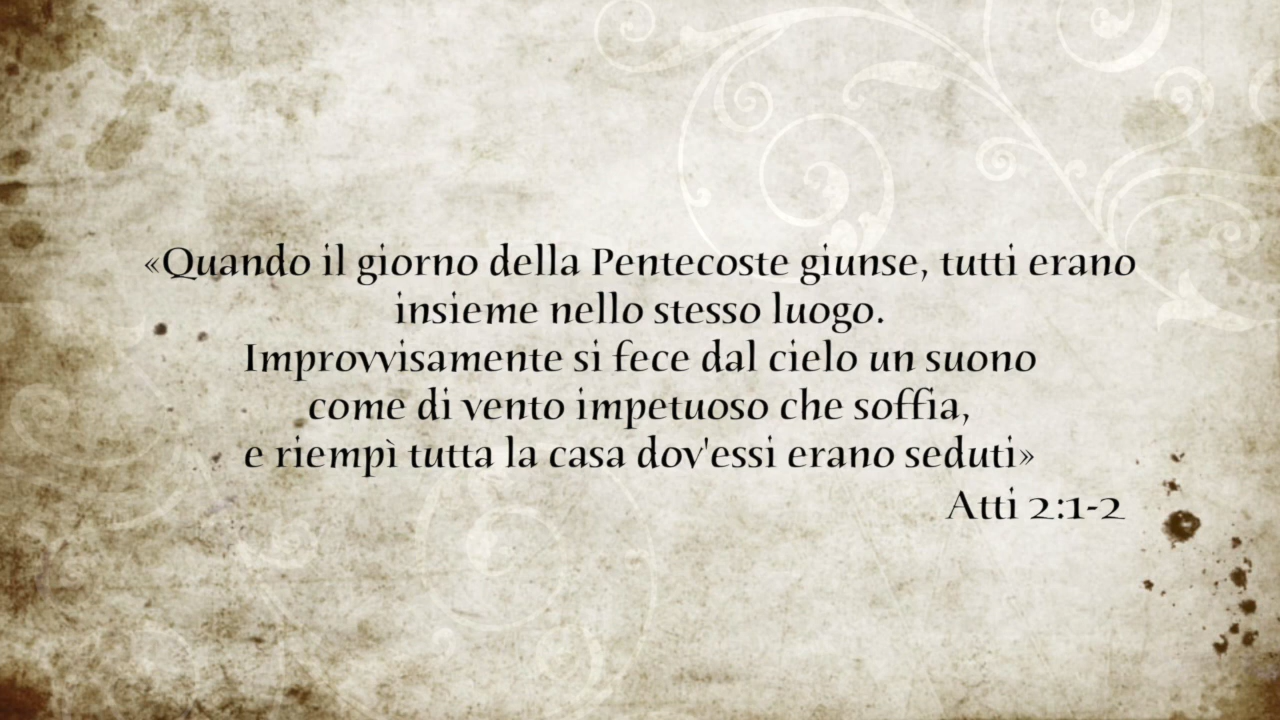 «Quando il giorno della Pentecoste giunse, tutti erano
insieme nello stesso luogo.
Improvvisamente si fece dal cielo un suono
come di vento impetuoso che soffia,
e riempì tutta la casa dov'essi erano seduti»
Atti 2:1-2